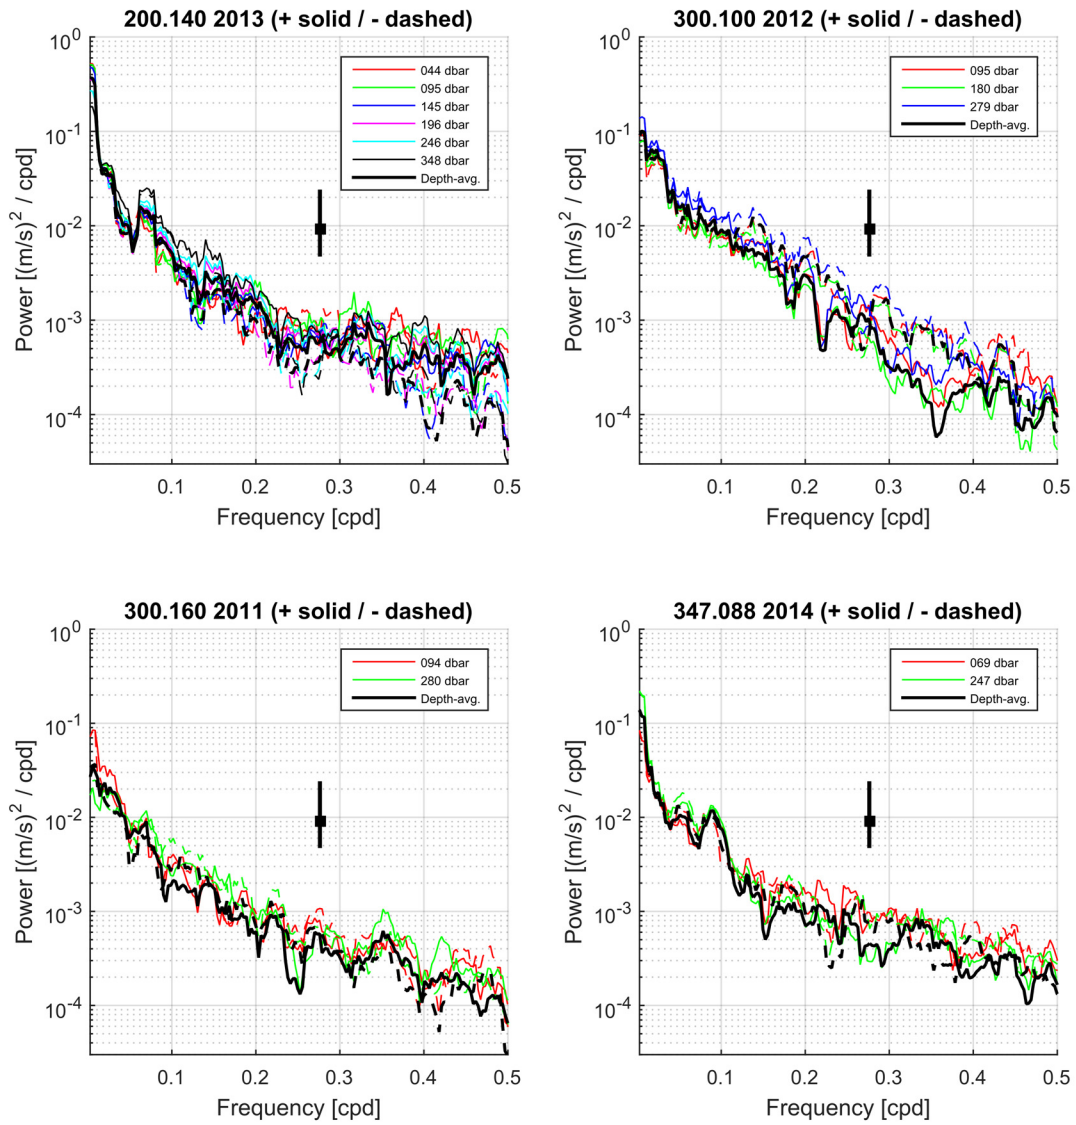 200.140 2013 (+ solid / - dashed)
10^0
10^-1
10^-2
10^-3
10^-4
Power [(m/s)^2 / cpd]
044 dbar
095 dbar
145 dbar
196 dbar
246 dbar
348 dbar
Depth-avg.
0.1 0.2 0.3 0.4 0.5
Frequency [cpd]
300.100 2012 (+ solid / - dashed)
10^0
10^-1
10^-2
10^-3
10^-4
Power [(m/s)^2 / cpd]
095 dbar
180 dbar
279 dbar
Depth-avg.
0.1 0.2 0.3 0.4 0.5
Frequency [cpd]
300.160 2011 (+ solid / - dashed)
10^0
10^-1
10^-2
10^-3
10^-4
Power [(m/s)^2 / cpd]
094 dbar
280 dbar
Depth-avg.
0.1 0.2 0.3 0.4 0.5
Frequency [cpd]
347.088 2014 (+ solid / - dashed)
10^0
10^-1
10^-2
10^-3
10^-4
Power [(m/s)^2 / cpd]
069 dbar
247 dbar
Depth-avg.
0.1 0.2 0.3 0.4 0.5
Frequency [cpd]